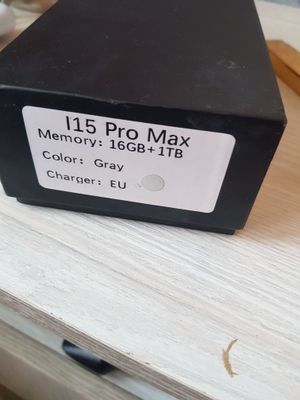 I15 Pro Max
Memory: 16GB+1TB
Color: Gray
Charger: EU